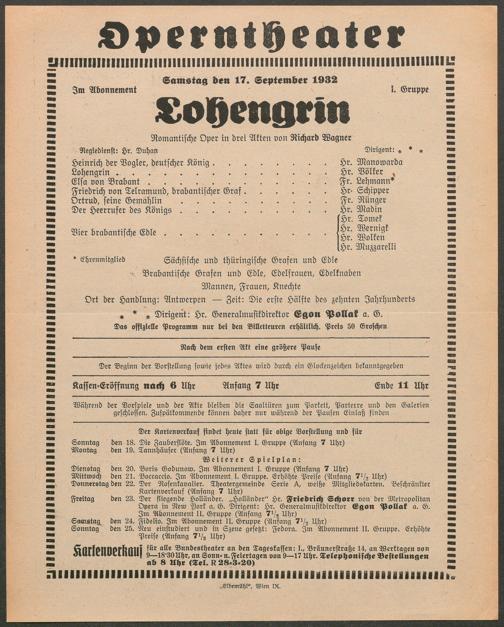 Operntheater
Samstag den 17. September 1932
Im Abonnement I. Gruppe
Lohengrin
Romantische Oper in drei Akten von Richard Wagner
Regiedienst: Hr. Duhan Dirigent: * * *
Heinrich der Vogler, deutscher König . . . . . . . . Hr. Manowarda
Lohengrin . . . . . . . . Hr. Völker
Elsa von Brabant . . . . . . . . Fr. Lehmann*
Friedrich von Telramund, brabantischer Graf . . . . . . . . Hr. Schipper
Ortrud, seine Gemahlin . . . . . . . . Fr. Rünger
Der Heerrufer des Königs . . . . . . . . Hr. Madin
Vier brabantische Edle . . . . . . . . Hr. Tomek
Hr. Wernigk
Hr. Wolken
Hr. Muzzarelli
* Ehrenmitglied Sächsische und thüringische Grafen und Edle
Brabantische Grafen und Edle, Edelfrauen, Edelknaben
Mannen, Frauen, Knechte
Ort der Handlung: Antwerpen — Zeit: Die erste Hälfte des zehnten Jahrhunderts
* * * Dirigent: Hr. Generalmusikdirektor Egon Pollak a. G.
Das offizielle Programm nur bei den Billetteuren erhältlich. Preis 50 Groschen
Nach dem ersten Akt eine größere Pause
Der Beginn der Vorstellung sowie jedes Aktes wird durch ein Glockenzeichen bekanntgegeben
Kassen-Eröffnung nach 6 Uhr Anfang 7 Uhr Ende 11 Uhr
Während der Vorspiele und der Akte bleiben die Saaltüren zum Parkett, Parterre und den Galerien
geschlossen. Zuspätkommende können daher nur während der Pausen Einlaß finden
Der Kartenverkauf findet heute statt für obige Vorstellung und für
Sonntag den 18. Die Zauberflöte. Im Abonnement I. Gruppe (Anfang 7 Uhr)
Montag den 19. Tannhäuser (Anfang 7 Uhr)
Weiterer Spielplan:
Dienstag den 20. Boris Godunow. Im Abonnement I. Gruppe (Anfang 7 Uhr)
Mittwoch den 21. Boccaccio. Im Abonnement I. Gruppe. Erhöhte Preise (Anfang 7½ Uhr)
Donnerstag den 22. Der Rosenkavalier. Theatergemeinde Serie A, weiße Mitgliedskarten. Beschränkter
Kartenverkauf (Anfang 7 Uhr)
Freitag den 23. Der fliegende Holländer. „Holländer“ Hr. Friedrich Schorr von der Metropolitan
Opera in New York a. G. Dirigent: Hr. Generalmusikdirektor Egon Pollak a. G.
Im Abonnement II. Gruppe (Anfang 7½ Uhr)
Samstag den 24. Fidelio. Im Abonnement II. Gruppe (Anfang 7½ Uhr)
Sonntag den 25. Neu einstudiert und in Szene gesetzt: Fedora. Im Abonnement II. Gruppe. Erhöhte
Preise (Anfang 7½ Uhr)
Kartenverkauf für alle Bundestheater an den Tageskassen: I., Bräunerstraße 14, an Werktagen von
9—18·30 Uhr, an Sonn- u. Feiertagen von 9—17 Uhr. Telephonische Bestellungen
ab 8 Uhr (Tel. R 28-3-20)
„Elbemühl“, Wien IX.